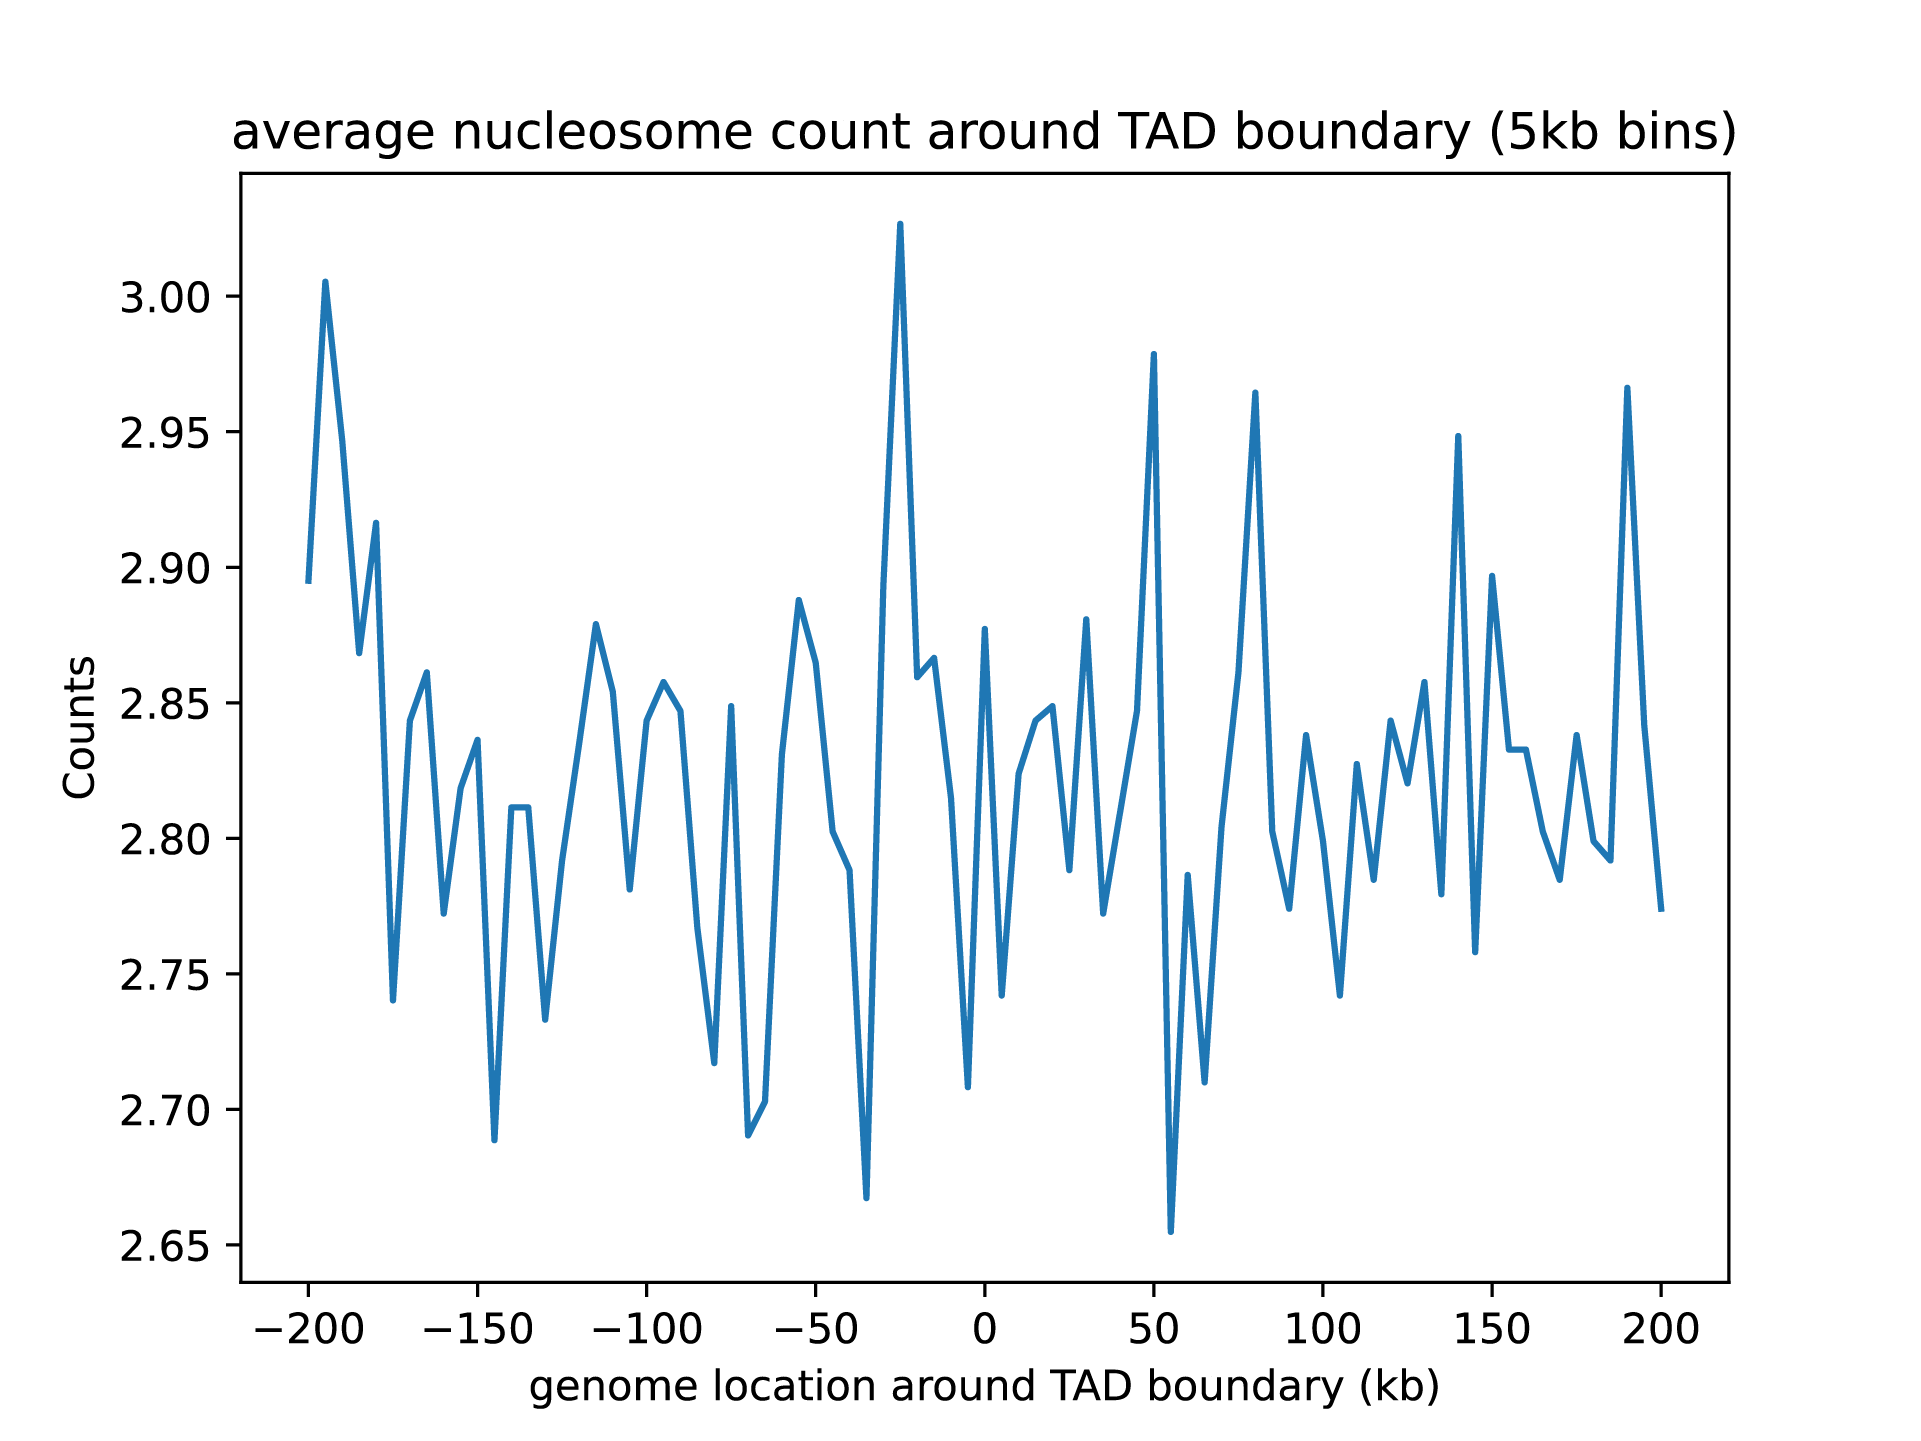 average nucleosome count around TAD boundary (5kb bins)
3.00
2.95
2.90
2.85
2.80
2.75
2.70
2.65
Counts
−200 −150 −100 −50 0 50 100 150 200
genome location around TAD boundary (kb)